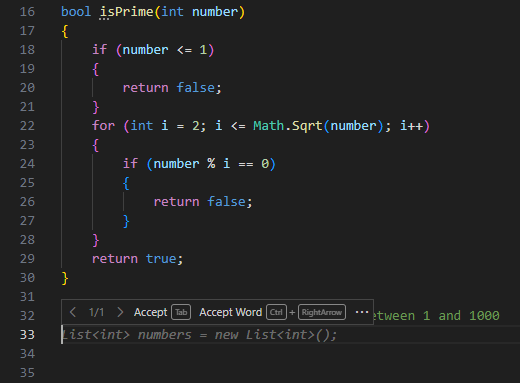 16 bool isPrime(int number)
17 {
18 if (number <= 1)
19 {
20 return false;
21 }
22 for (int i = 2; i <= Math.Sqrt(number); i++)
23 {
24 if (number % i == 0)
25 {
26 return false;
27 }
28 }
29 return true;
30 }
31
< 1/1 > Accept Tab Accept Word Ctrl + RightArrow ...
32 between 1 and 1000
33 List<int> numbers = new List<int>();
34
35